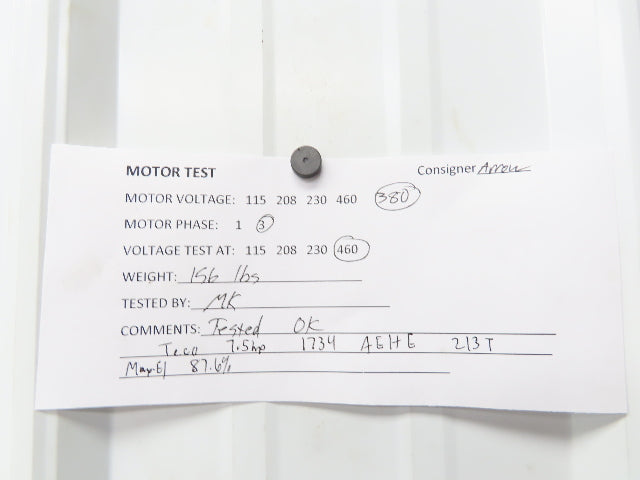 MOTOR TEST Consigner Arrow
MOTOR VOLTAGE: 115 208 230 460 380
MOTOR PHASE: 1 3
VOLTAGE TEST AT: 115 208 230 460
WEIGHT: 156 lbs
TESTED BY: MK
COMMENTS: Tested OK
Teco 7.5hp 1734 AEHE 213T
87.6%